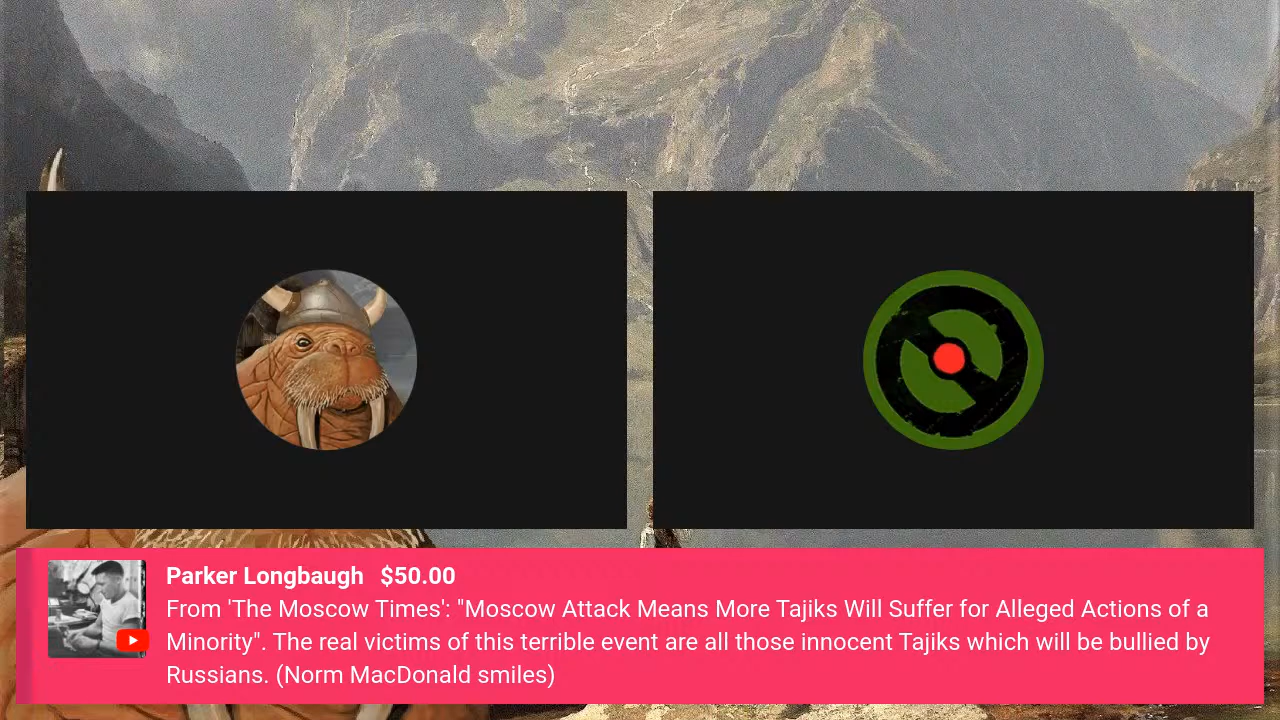 Parker Longbaugh $50.00
From 'The Moscow Times': "Moscow Attack Means More Tajiks Will Suffer for Alleged Actions of a
Minority". The real victims of this terrible event are all those innocent Tajiks which will be bullied by
Russians. (Norm MacDonald smiles)